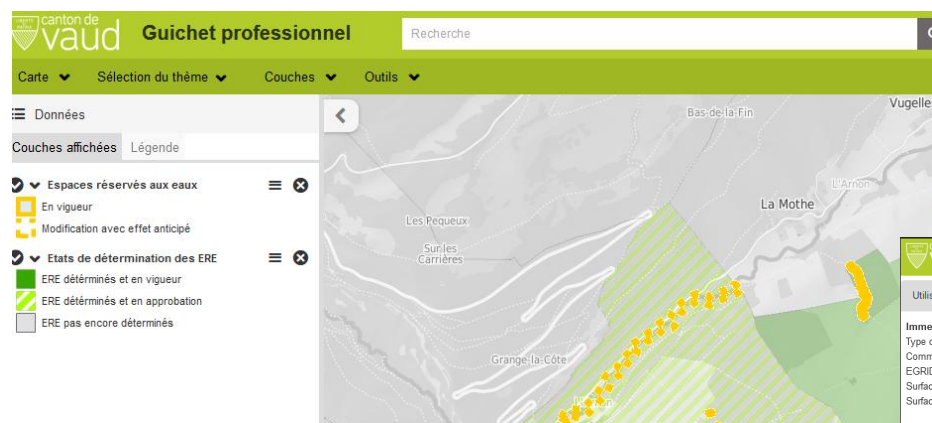 canton de
vaud
Guichet professionnel
Recherche
Carte
Sélection du thème
Couches
Outils
Données
Couches affichées
Légende
Espaces réservés aux eaux
En vigueur
Modification avec effet anticipé
Etats de détermination des ERE
ERE déterminés et en vigueur
ERE déterminés et en approbation
ERE pas encore déterminés
Bas-de-la-Fin
Vugelle
L'Arnon
La Mothe
Les Pequeux
Sur les
Carrières
Grange-la-Côte
Utilis
Imme
Type d
Comm
EGRID
Surfac
Surfac